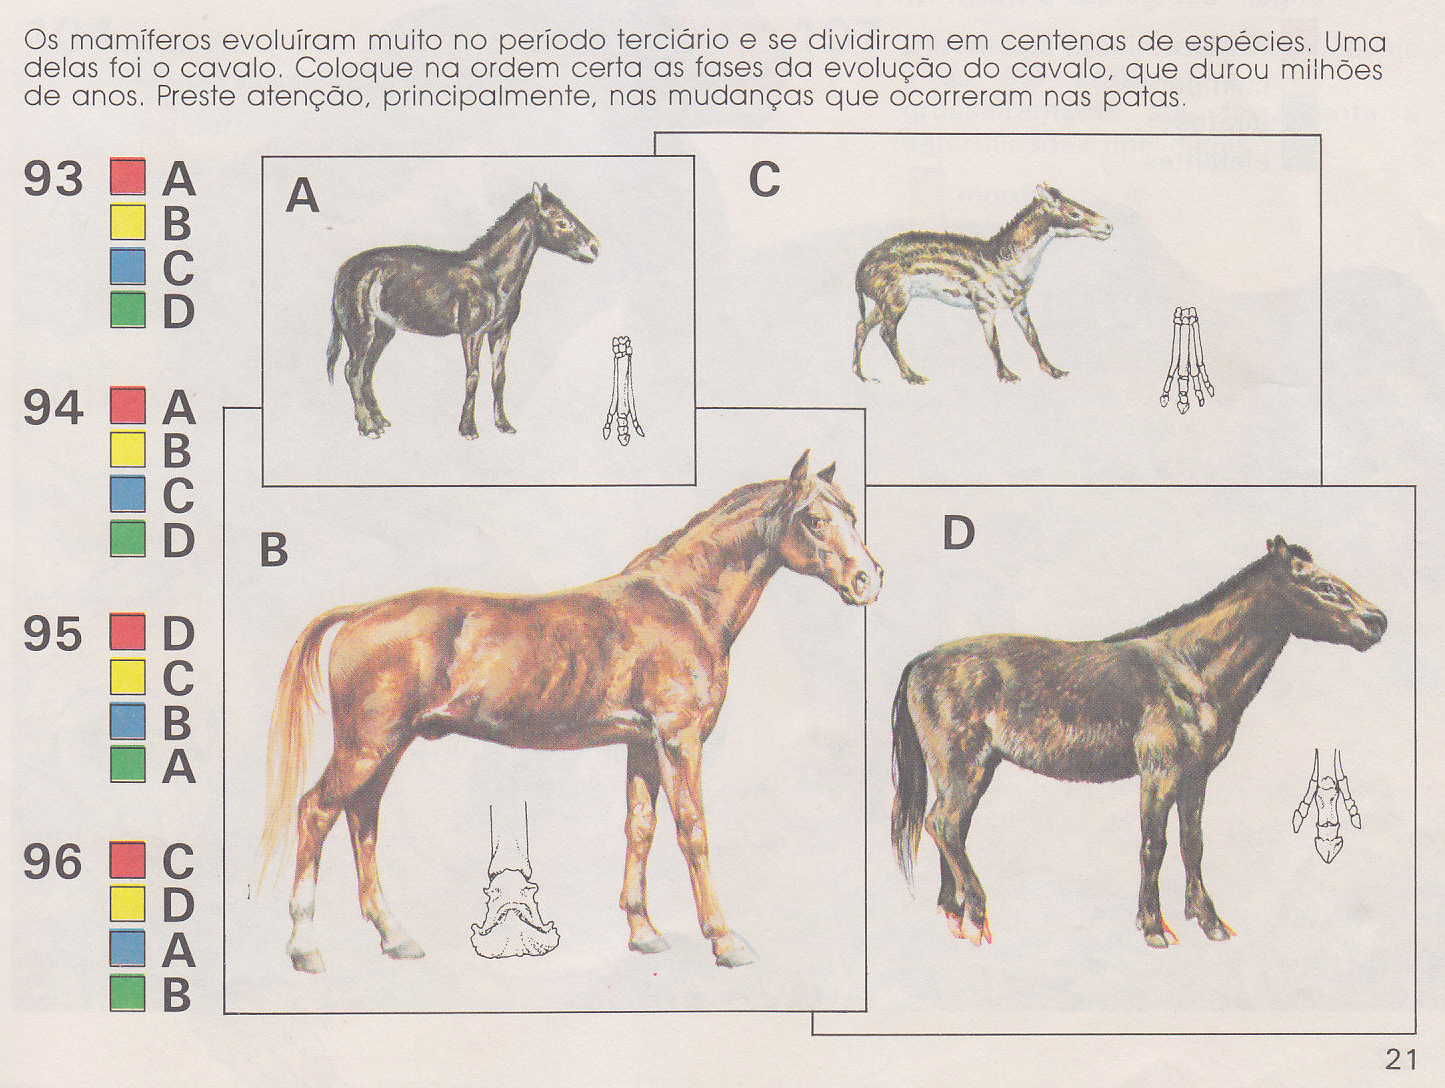 Os mamíferos evoluíram muito no período terciário e se dividiram em centenas de espécies. Uma
delas foi o cavalo. Coloque na ordem certa as fases da evolução do cavalo, que durou milhões
de anos. Preste atenção, principalmente, nas mudanças que ocorreram nas patas.
93 A
B
C
D
94 A
B
C
D
95 D
C
B
A
96 C
D
A
B
A
C
B
D
21